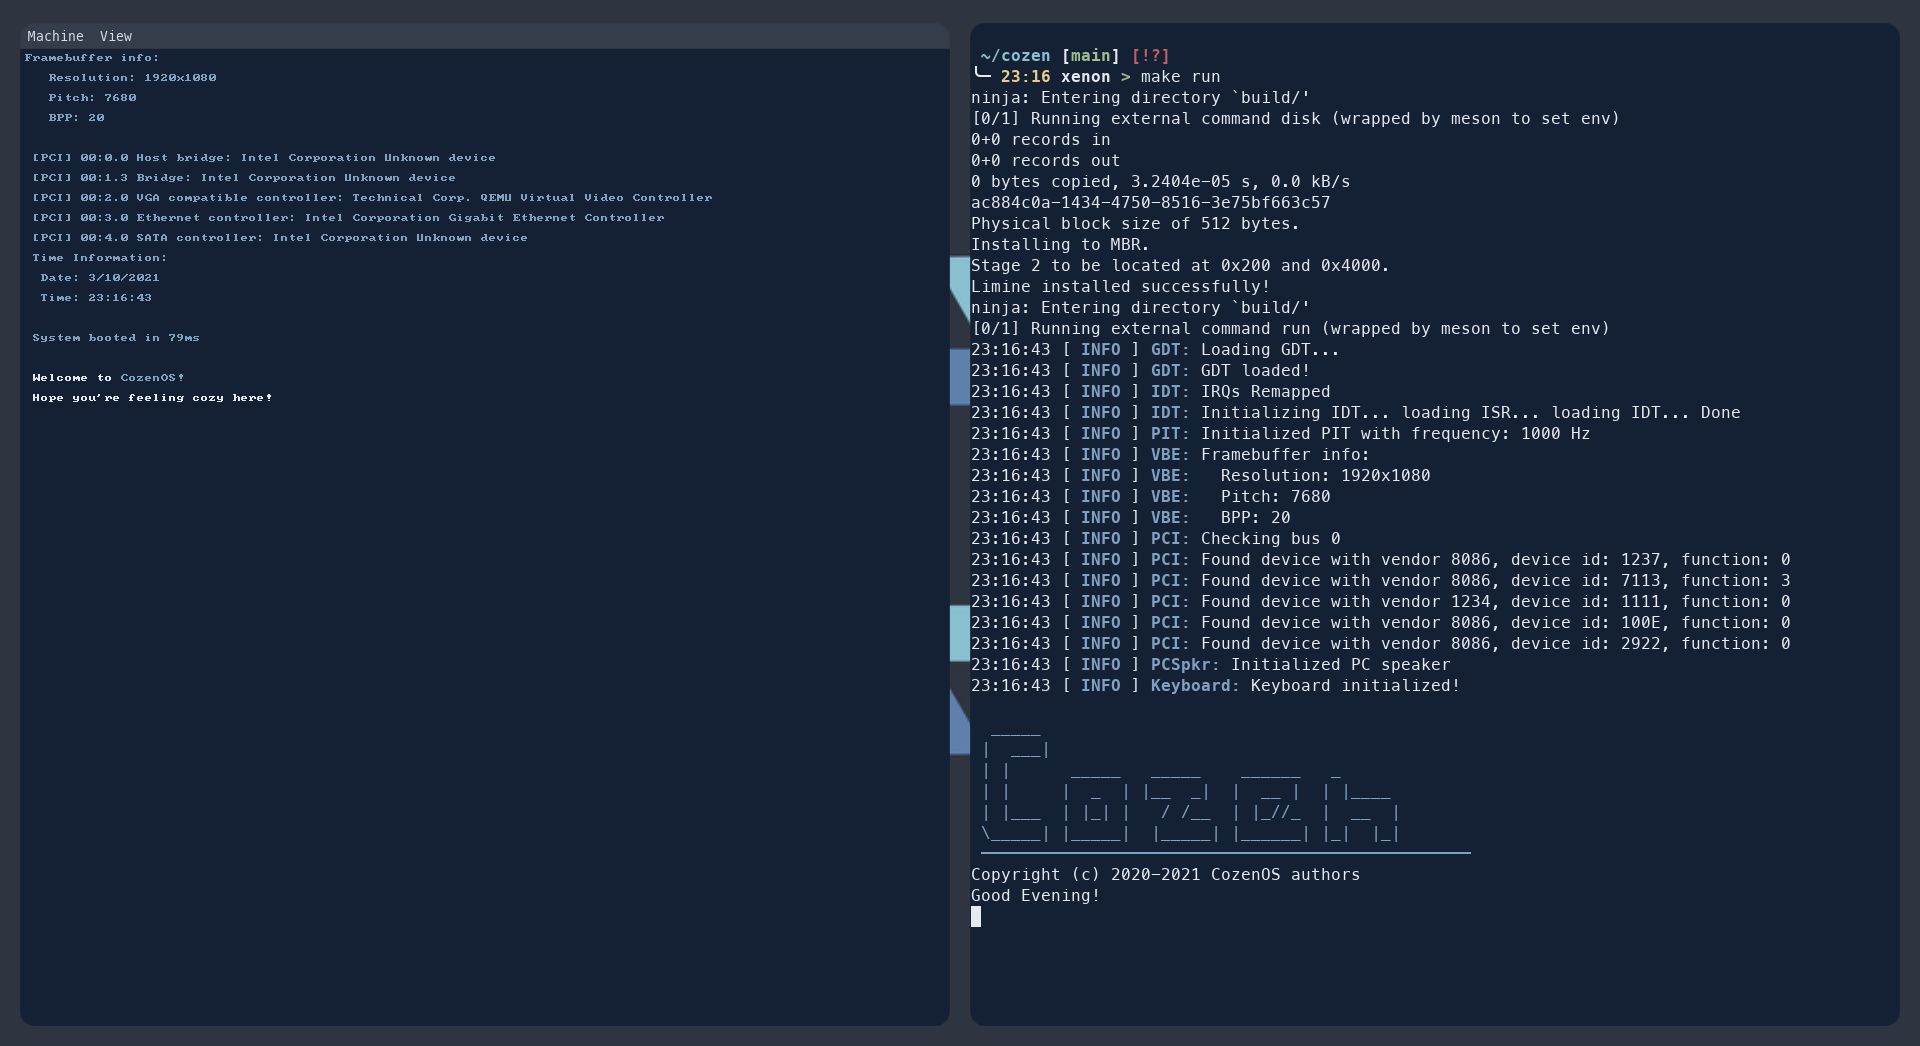 Machine  View
Framebuffer info:
   Resolution: 1920x1080
   Pitch: 7680
   BPP: 20
[PCI] 00:0.0 Host bridge: Intel Corporation Unknown device
[PCI] 00:1.3 Bridge: Intel Corporation Unknown device
[PCI] 00:2.0 VGA compatible controller: Technical Corp. QEMU Virtual Video Controller
[PCI] 00:3.0 Ethernet controller: Intel Corporation Gigabit Ethernet Controller
[PCI] 00:4.0 SATA controller: Intel Corporation Unknown device
Time Information:
 Date: 3/10/2021
 Time: 23:16:43
System booted in 79ms
Welcome to CozenOS!
Hope you're feeling cozy here!
~/cozen [main] [!?]
╰─ 23:16 xenon > make run
ninja: Entering directory `build/'
[0/1] Running external command disk (wrapped by meson to set env)
0+0 records in
0+0 records out
0 bytes copied, 3.2404e-05 s, 0.0 kB/s
ac884c0a-1434-4750-8516-3e75bf663c57
Physical block size of 512 bytes.
Installing to MBR.
Stage 2 to be located at 0x200 and 0x4000.
Limine installed successfully!
ninja: Entering directory `build/'
[0/1] Running external command run (wrapped by meson to set env)
23:16:43 [ INFO ] GDT: Loading GDT...
23:16:43 [ INFO ] GDT: GDT loaded!
23:16:43 [ INFO ] IDT: IRQs Remapped
23:16:43 [ INFO ] IDT: Initializing IDT... loading ISR... loading IDT... Done
23:16:43 [ INFO ] PIT: Initialized PIT with frequency: 1000 Hz
23:16:43 [ INFO ] VBE: Framebuffer info:
23:16:43 [ INFO ] VBE:   Resolution: 1920x1080
23:16:43 [ INFO ] VBE:   Pitch: 7680
23:16:43 [ INFO ] VBE:   BPP: 20
23:16:43 [ INFO ] PCI: Checking bus 0
23:16:43 [ INFO ] PCI: Found device with vendor 8086, device id: 1237, function: 0
23:16:43 [ INFO ] PCI: Found device with vendor 8086, device id: 7113, function: 3
23:16:43 [ INFO ] PCI: Found device with vendor 1234, device id: 1111, function: 0
23:16:43 [ INFO ] PCI: Found device with vendor 8086, device id: 100E, function: 0
23:16:43 [ INFO ] PCI: Found device with vendor 8086, device id: 2922, function: 0
23:16:43 [ INFO ] PCSpkr: Initialized PC speaker
23:16:43 [ INFO ] Keyboard: Keyboard initialized!
Cozen
Copyright (c) 2020-2021 CozenOS authors
Good Evening!